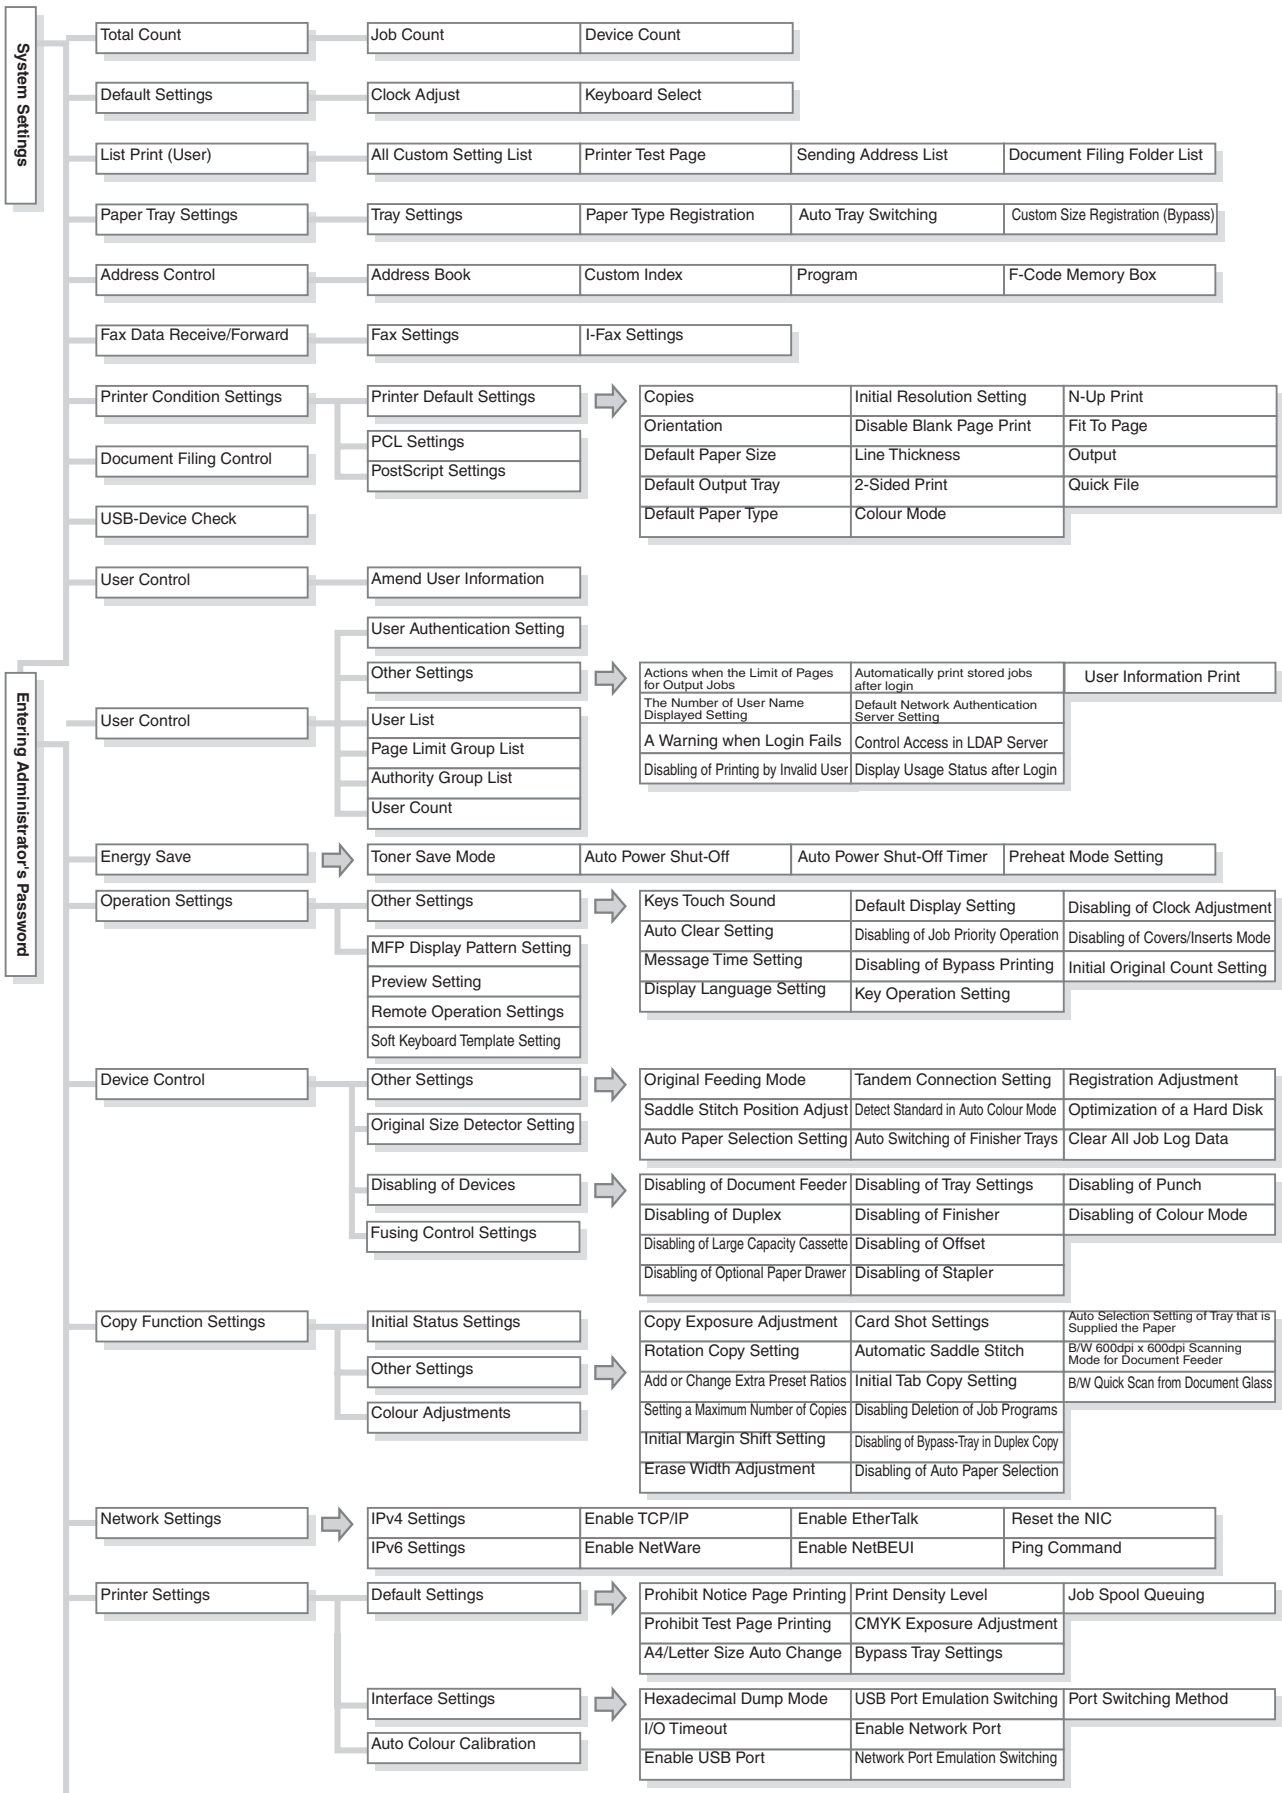 System Settings
Total Count
Job Count
Device Count
Default Settings
Clock Adjust
Keyboard Select
List Print (User)
All Custom Setting List
Printer Test Page
Sending Address List
Document Filing Folder List
Paper Tray Settings
Tray Settings
Paper Type Registration
Auto Tray Switching
Custom Size Registration (Bypass)
Address Control
Address Book
Custom Index
Program
F-Code Memory Box
Fax Data Receive/Forward
Fax Settings
I-Fax Settings
Printer Condition Settings
Printer Default Settings
PCL Settings
PostScript Settings
Copies
Initial Resolution Setting
N-Up Print
Orientation
Disable Blank Page Print
Fit To Page
Default Paper Size
Line Thickness
Output
Default Output Tray
2-Sided Print
Quick File
Default Paper Type
Colour Mode
Document Filing Control
USB-Device Check
User Control
Amend User Information
Entering Administrator's Password
User Control
User Authentication Setting
Other Settings
User List
Page Limit Group List
Authority Group List
User Count
Actions when the Limit of Pages
for Output Jobs
Automatically print stored jobs
after login
User Information Print
The Number of User Name
Displayed Setting
Default Network Authentication
Server Setting
A Warning when Login Fails
Control Access in LDAP Server
Disabling of Printing by Invalid User
Display Usage Status after Login
Energy Save
Toner Save Mode
Auto Power Shut-Off
Auto Power Shut-Off Timer
Preheat Mode Setting
Operation Settings
Other Settings
MFP Display Pattern Setting
Preview Setting
Remote Operation Settings
Soft Keyboard Template Setting
Keys Touch Sound
Default Display Setting
Disabling of Clock Adjustment
Auto Clear Setting
Disabling of Job Priority Operation
Disabling of Covers/Inserts Mode
Message Time Setting
Disabling of Bypass Printing
Initial Original Count Setting
Display Language Setting
Key Operation Setting
Device Control
Other Settings
Original Size Detector Setting
Disabling of Devices
Fusing Control Settings
Original Feeding Mode
Tandem Connection Setting
Registration Adjustment
Saddle Stitch Position Adjust
Detect Standard in Auto Colour Mode
Optimization of a Hard Disk
Auto Paper Selection Setting
Auto Switching of Finisher Trays
Clear All Job Log Data
Disabling of Document Feeder
Disabling of Tray Settings
Disabling of Punch
Disabling of Duplex
Disabling of Finisher
Disabling of Colour Mode
Disabling of Large Capacity Cassette
Disabling of Offset
Disabling of Optional Paper Drawer
Disabling of Stapler
Copy Function Settings
Initial Status Settings
Other Settings
Colour Adjustments
Copy Exposure Adjustment
Card Shot Settings
Auto Selection Setting of Tray that is
Supplied the Paper
Rotation Copy Setting
Automatic Saddle Stitch
B/W 600dpi x 600dpi Scanning
Mode for Document Feeder
Add or Change Extra Preset Ratios
Initial Tab Copy Setting
B/W Quick Scan from Document Glass
Setting a Maximum Number of Copies
Disabling Deletion of Job Programs
Initial Margin Shift Setting
Disabling of Bypass-Tray in Duplex Copy
Erase Width Adjustment
Disabling of Auto Paper Selection
Network Settings
IPv4 Settings
Enable TCP/IP
Enable EtherTalk
Reset the NIC
IPv6 Settings
Enable NetWare
Enable NetBEUI
Ping Command
Printer Settings
Default Settings
Interface Settings
Auto Colour Calibration
Prohibit Notice Page Printing
Print Density Level
Job Spool Queuing
Prohibit Test Page Printing
CMYK Exposure Adjustment
A4/Letter Size Auto Change
Bypass Tray Settings
Hexadecimal Dump Mode
USB Port Emulation Switching
Port Switching Method
I/O Timeout
Enable Network Port
Enable USB Port
Network Port Emulation Switching